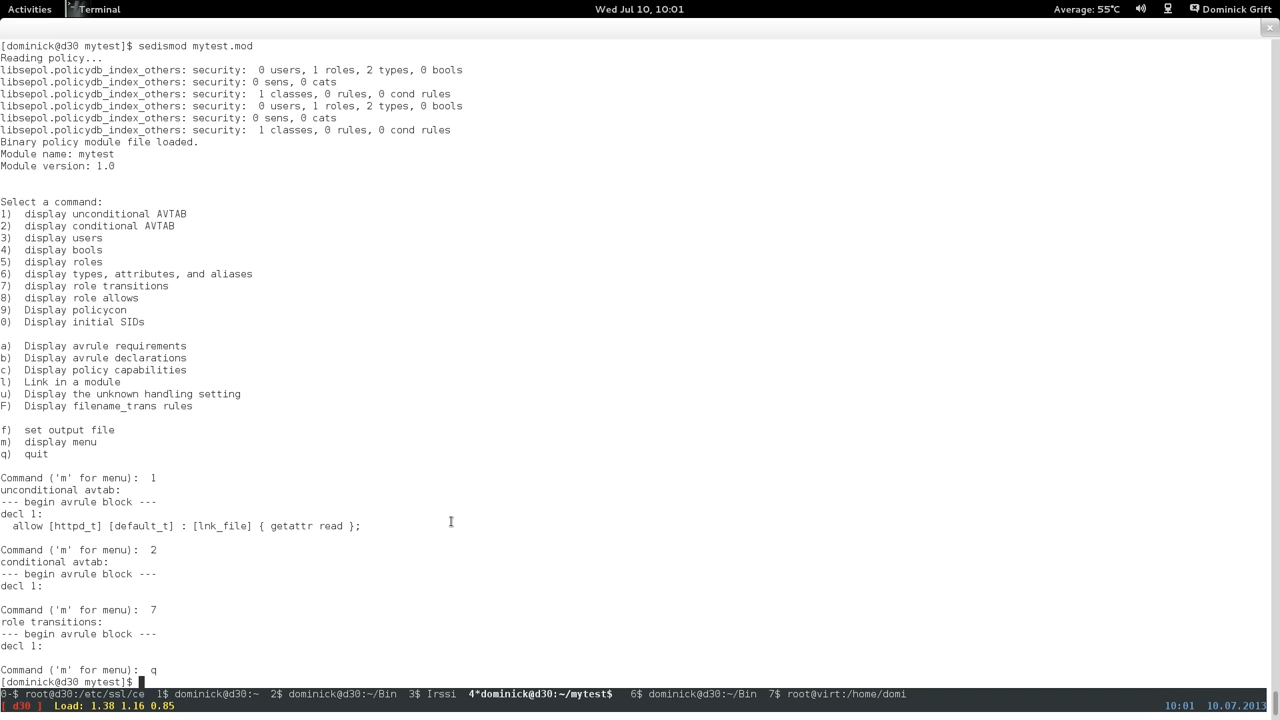 Activities Terminal Wed Jul 10, 10:01 Average: 55°C Dominick Grift
[dominick@d30 mytest]$ sedismod mytest.mod
Reading policy...
libsepol.policydb_index_others: security:  0 users, 1 roles, 2 types, 0 bools
libsepol.policydb_index_others: security: 0 sens, 0 cats
libsepol.policydb_index_others: security:  1 classes, 0 rules, 0 cond rules
libsepol.policydb_index_others: security:  0 users, 1 roles, 2 types, 0 bools
libsepol.policydb_index_others: security: 0 sens, 0 cats
libsepol.policydb_index_others: security:  1 classes, 0 rules, 0 cond rules
Binary policy module file loaded.
Module name: mytest
Module version: 1.0
Select a command:
1)  display unconditional AVTAB
2)  display conditional AVTAB
3)  display users
4)  display bools
5)  display roles
6)  display types, attributes, and aliases
7)  display role transitions
8)  display role allows
9)  Display policycon
0)  Display initial SIDs
a)  Display avrule requirements
b)  Display avrule declarations
c)  Display policy capabilities
l)  Link in a module
u)  Display the unknown handling setting
F)  Display filename_trans rules
f)  set output file
m)  display menu
q)  quit
Command ('m' for menu):  1
unconditional avtab:
--- begin avrule block ---
decl 1:
  allow [httpd_t] [default_t] : [lnk_file] { getattr read };
Command ('m' for menu):  2
conditional avtab:
--- begin avrule block ---
decl 1:
Command ('m' for menu):  7
role transitions:
--- begin avrule block ---
decl 1:
Command ('m' for menu):  q
[dominick@d30 mytest]$
0-$ root@d30:/etc/ssl/ce  1$ dominick@d30:~  2$ dominick@d30:~/Bin  3$ Irssi  4*dominick@d30:~/mytest$  6$ dominick@d30:~/Bin  7$ root@virt:/home/domi
[ d30 ]  Load: 1.38 1.16 0.85 10:01  10.07.2013